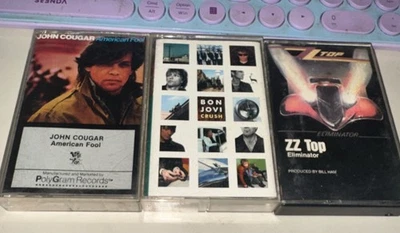 JOHN COUGAR American Fool
JOHN COUGAR
American Fool
Manufactured and Marketed by
PolyGram Records™
BON
JOVI
CRUSH
ZZ TOP
ELIMINATOR
ZZ Top
Eliminator
PRODUCED BY BILL HAM